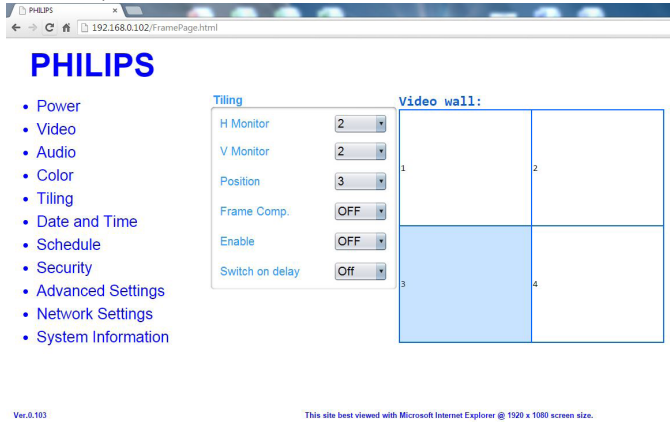 PHILIPS
192.168.0.102/FramePage.html
PHILIPS
Power
Video
Audio
Color
Tiling
Date and Time
Schedule
Security
Advanced Settings
Network Settings
System Information
Tiling
H Monitor 2
V Monitor 2
Position 3
Frame Comp. OFF
Enable OFF
Switch on delay Off
Video wall:
1 2
3 4
Ver.0.103 This site best viewed with Microsoft Internet Explorer @ 1920 x 1080 screen size.